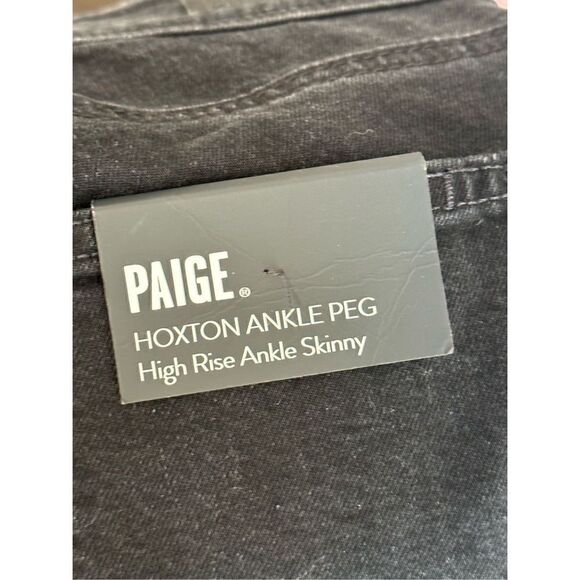 PAIGE®
HOXTON ANKLE PEG
High Rise Ankle Skinny